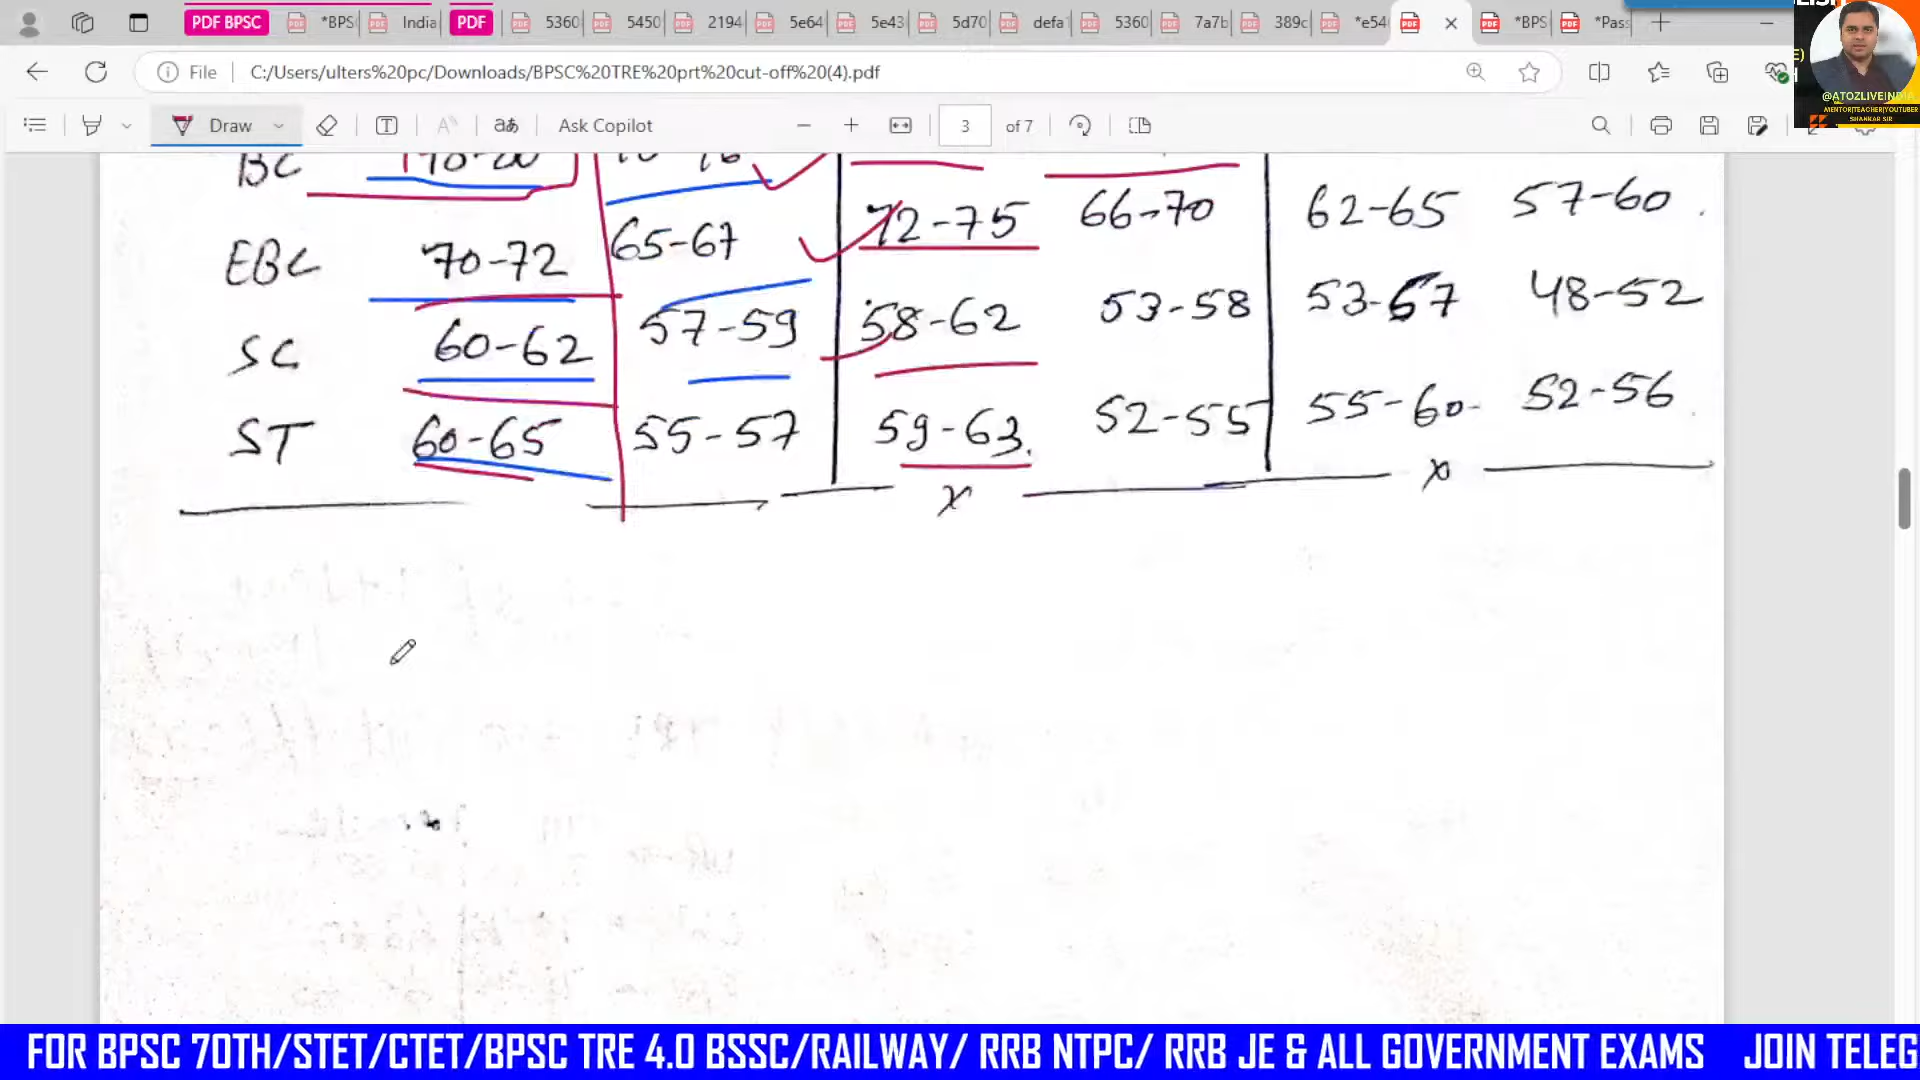 PDF BPSC *BPS India PDF 5360 5450 2194 5e64 5e43 5d70 defa 5360 7a7b 389c *e54 *BPS *Pas
File C:/Users/ulters%20pc/Downloads/BPSC%20TRE%20prt%20cut-off%20(4).pdf
@ATOZLIVEINDIA
MENTOR|TEACHER|YOUTUBER
SHANKAR SIR
Draw Ask Copilot 3 of 7
BC
EBC 70-72 65-67 72-75 66-70 62-65 57-60
SC 60-62 57-59 58-62 53-58 53-57 48-52
ST 60-65 55-57 59-63 52-55 55-60 52-56
x x
FOR BPSC 70TH/STET/CTET/BPSC TRE 4.0 BSSC/RAILWAY/ RRB NTPC/ RRB JE & ALL GOVERNMENT EXAMS JOIN TELEG